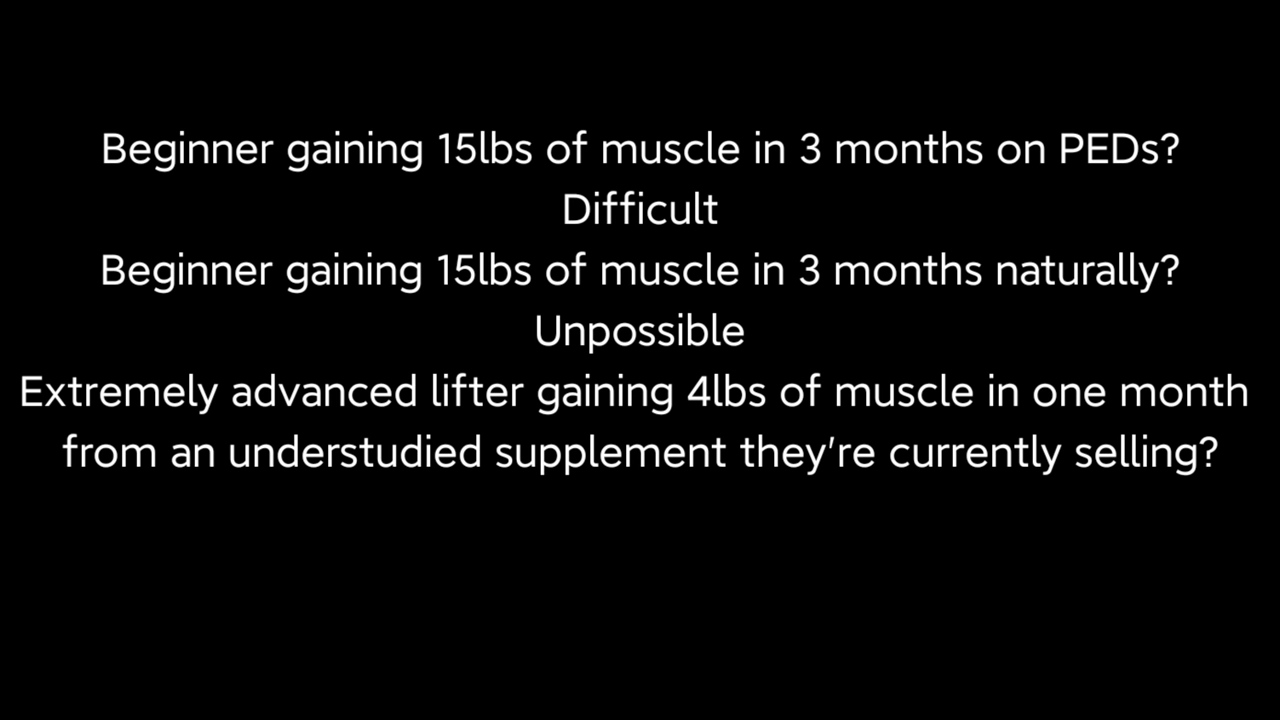 Beginner gaining 15lbs of muscle in 3 months on PEDs?
Difficult
Beginner gaining 15lbs of muscle in 3 months naturally?
Unpossible
Extremely advanced lifter gaining 4lbs of muscle in one month
from an understudied supplement they're currently selling?